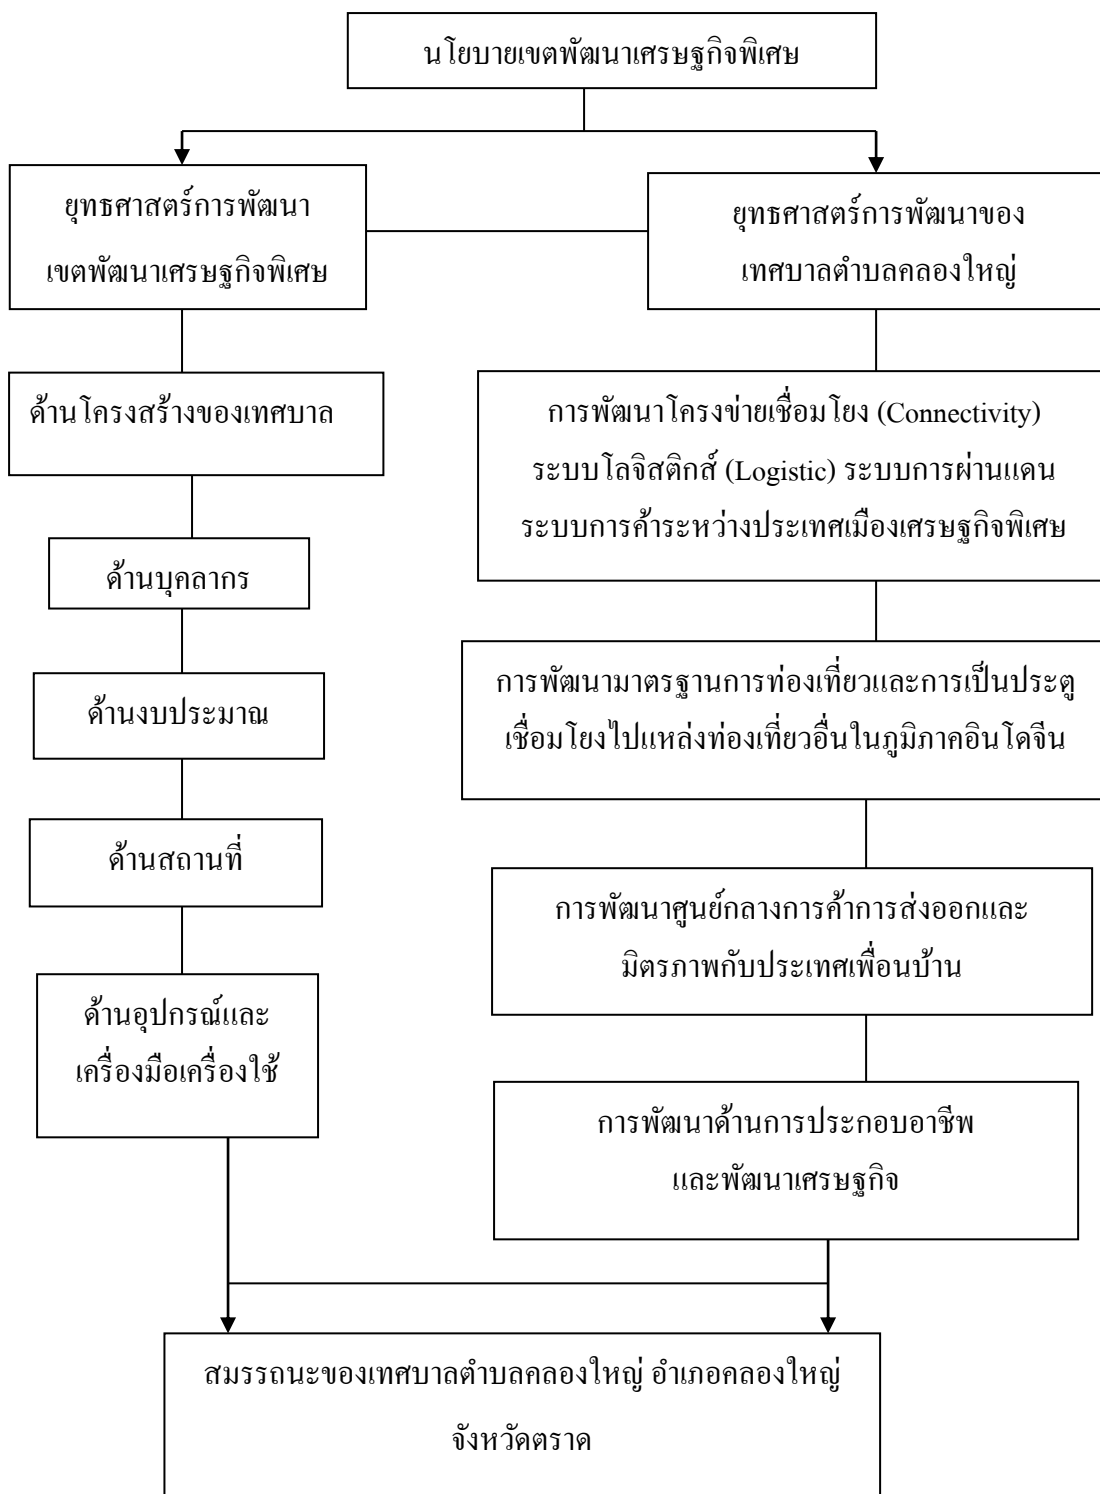 นโยบายเขตพัฒนาเศรษฐกิจพิเศษ
ยุทธศาสตร์การพัฒนา
เขตพัฒนาเศรษฐกิจพิเศษ
ยุทธศาสตร์การพัฒนาของ
เทศบาลตำบลคลองใหญ่
ด้านโครงสร้างของเทศบาล
ด้านบุคลากร
ด้านงบประมาณ
ด้านสถานที่
ด้านอุปกรณ์และ
เครื่องมือเครื่องใช้
การพัฒนาโครงข่ายเชื่อมโยง (Connectivity)
ระบบโลจิสติกส์ (Logistic) ระบบการผ่านแดน
ระบบการค้าระหว่างประเทศเมืองเศรษฐกิจพิเศษ
การพัฒนามาตรฐานการท่องเที่ยวและการเป็นประตู
เชื่อมโยงไปแหล่งท่องเที่ยวอื่นในภูมิภาคอินโดจีน
การพัฒนาศูนย์กลางการค้าการส่งออกและ
มิตรภาพกับประเทศเพื่อนบ้าน
การพัฒนาด้านการประกอบอาชีพ
และพัฒนาเศรษฐกิจ
สมรรถนะของเทศบาลตำบลคลองใหญ่ อำเภอคลองใหญ่
จังหวัดตราด